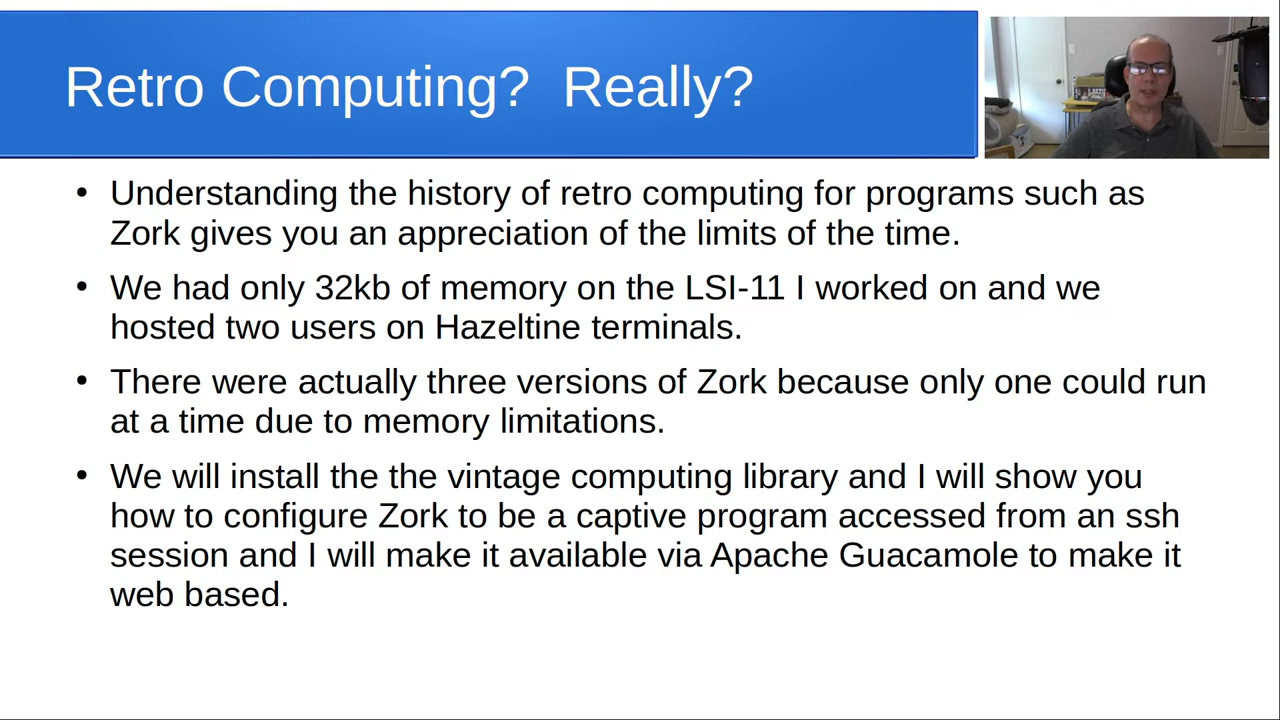 Retro Computing? Really?
Understanding the history of retro computing for programs such as
Zork gives you an appreciation of the limits of the time.
We had only 32kb of memory on the LSI-11 I worked on and we
hosted two users on Hazeltine terminals.
There were actually three versions of Zork because only one could run
at a time due to memory limitations.
We will install the the vintage computing library and I will show you
how to configure Zork to be a captive program accessed from an ssh
session and I will make it available via Apache Guacamole to make it
web based.